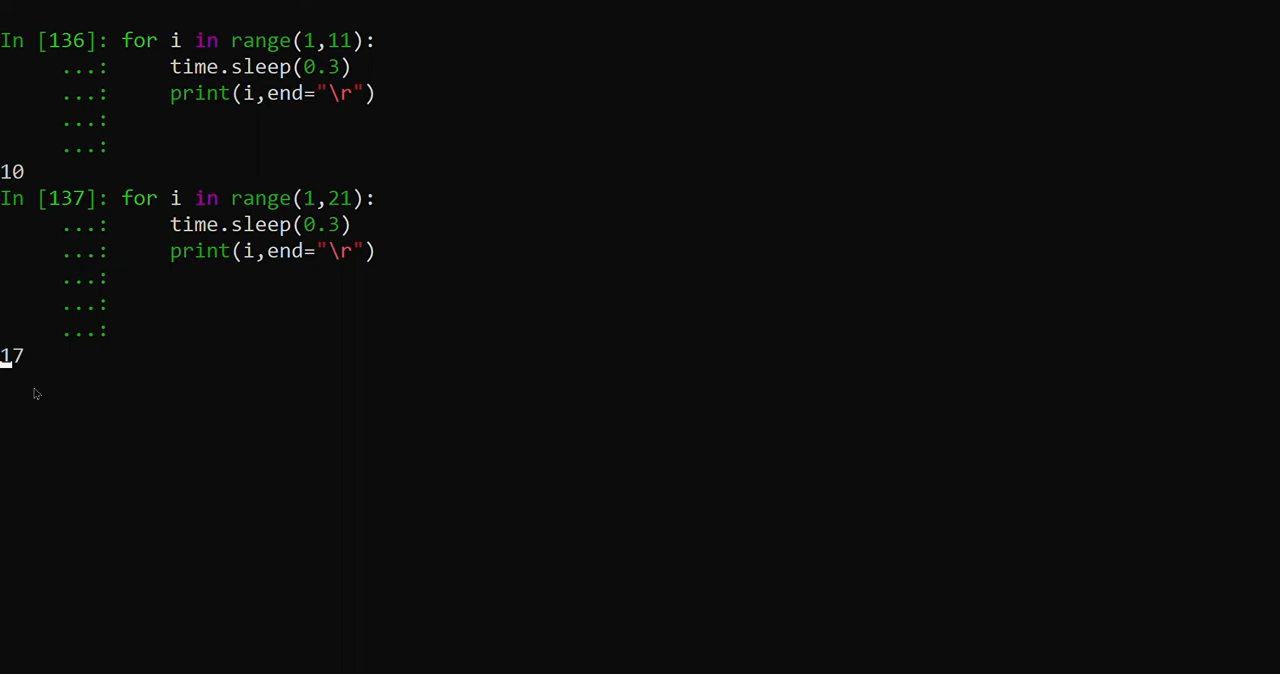 In [136]: for i in range(1,11):
     ...:     time.sleep(0.3)
     ...:     print(i,end="\r")
     ...:
     ...:
10
In [137]: for i in range(1,21):
     ...:     time.sleep(0.3)
     ...:     print(i,end="\r")
     ...:
     ...:
     ...:
17